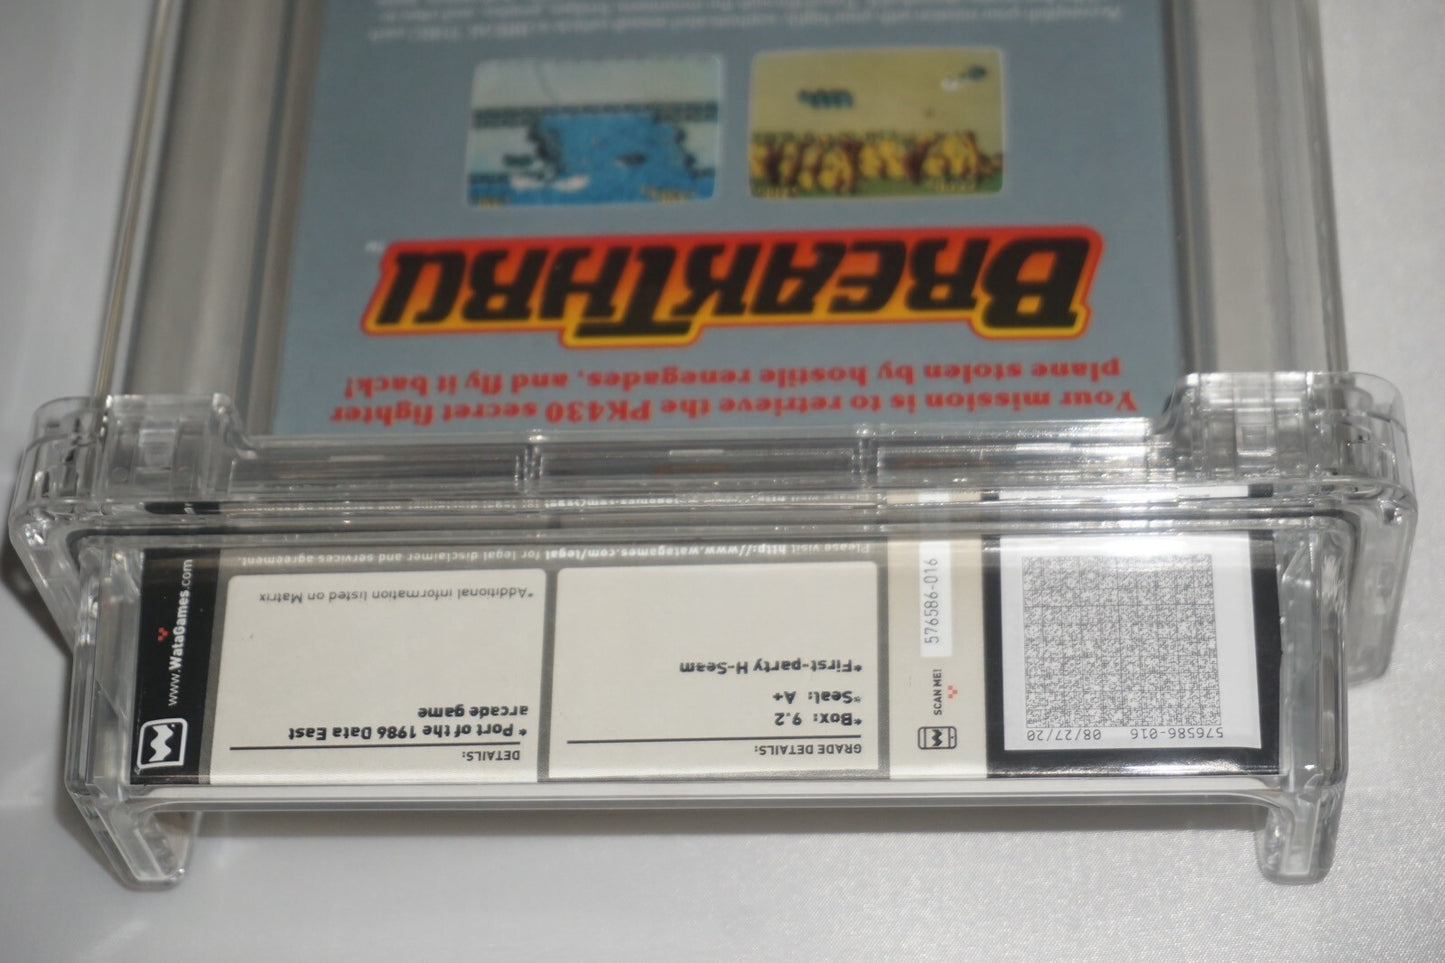 Your mission is to retrieve the PK430 secret fighter
plane stolen by hostile renegades, and fly it back!
BREAKTHRU
TM
576586-016 08/27/20
SCAN ME!
576586-016
GRADE DETAILS:
*Box: 9.2
*Seal: A+
*First-party H-Seam
DETAILS:
* Port of the 1986 Data East
arcade game
*Additional information listed on Matrix
Please visit http://www.watagames.com/legal for legal disclaimer and services agreement.
www.WataGames.com